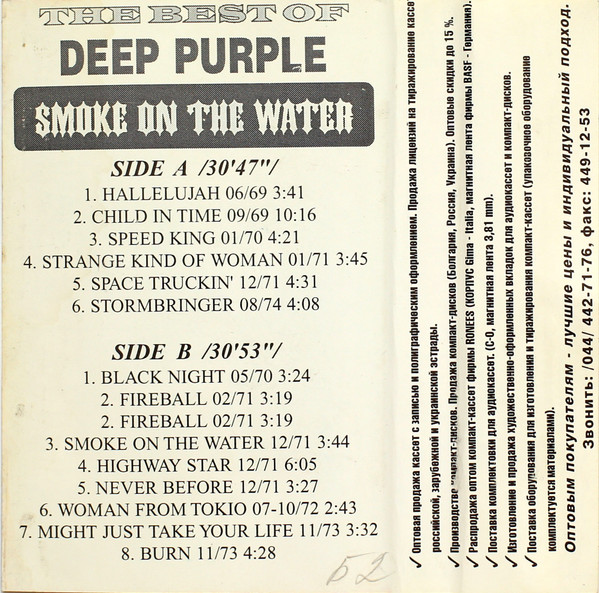 THE BEST OF
DEEP PURPLE
SMOKE ON THE WATER
SIDE A /30'47"/
1. HALLELUJAH 06/69 3:41
2. CHILD IN TIME 09/69 10:16
3. SPEED KING 01/70 4:21
4. STRANGE KIND OF WOMAN 01/71 3:45
5. SPACE TRUCKIN' 12/71 4:31
6. STORMBRINGER 08/74 4:08
SIDE B /30'53"/
1. BLACK NIGHT 05/70 3:24
2. FIREBALL 02/71 3:19
2. FIREBALL 02/71 3:19
3. SMOKE ON THE WATER 12/71 3:44
4. HIGHWAY STAR 12/71 6:05
5. NEVER BEFORE 12/71 3:27
6. WOMAN FROM TOKIO 07-10/72 2:43
7. MIGHT JUST TAKE YOUR LIFE 11/73 3:32
8. BURN 11/73 4:28
52
✓ Оптовая продажа кассет с записью и полиграфическим оформлением. Продажа лицензий на тиражирование кассе
российской, зарубежной и украинской эстрады.
✓ Производство компакт-дисков. Продажа компакт-дисков (Болгария, Россия, Украина). Оптовые скидки до 15 %.
✓ Распродажа оптом компакт-кассет фирмы RONEES (КОРПУС Gima - Italia, магнитная лента фирмы BASF - Германия).
✓ Поставка комплектовки для аудиокассет. (С-О, магнитная лента 3,81 mm).
✓ Изготовление и продажа художественно-оформленных вкладок для аудиокассет и компакт-дисков.
✓ Поставка оборудования для изготовления и тиражирования компакт-кассет (упаковочное оборудование
комплектуется материалами).
Оптовым покупателям - лучшие цены и индивидуальный подход.
Звонить: /044/ 442-71-76, факс: 449-12-53